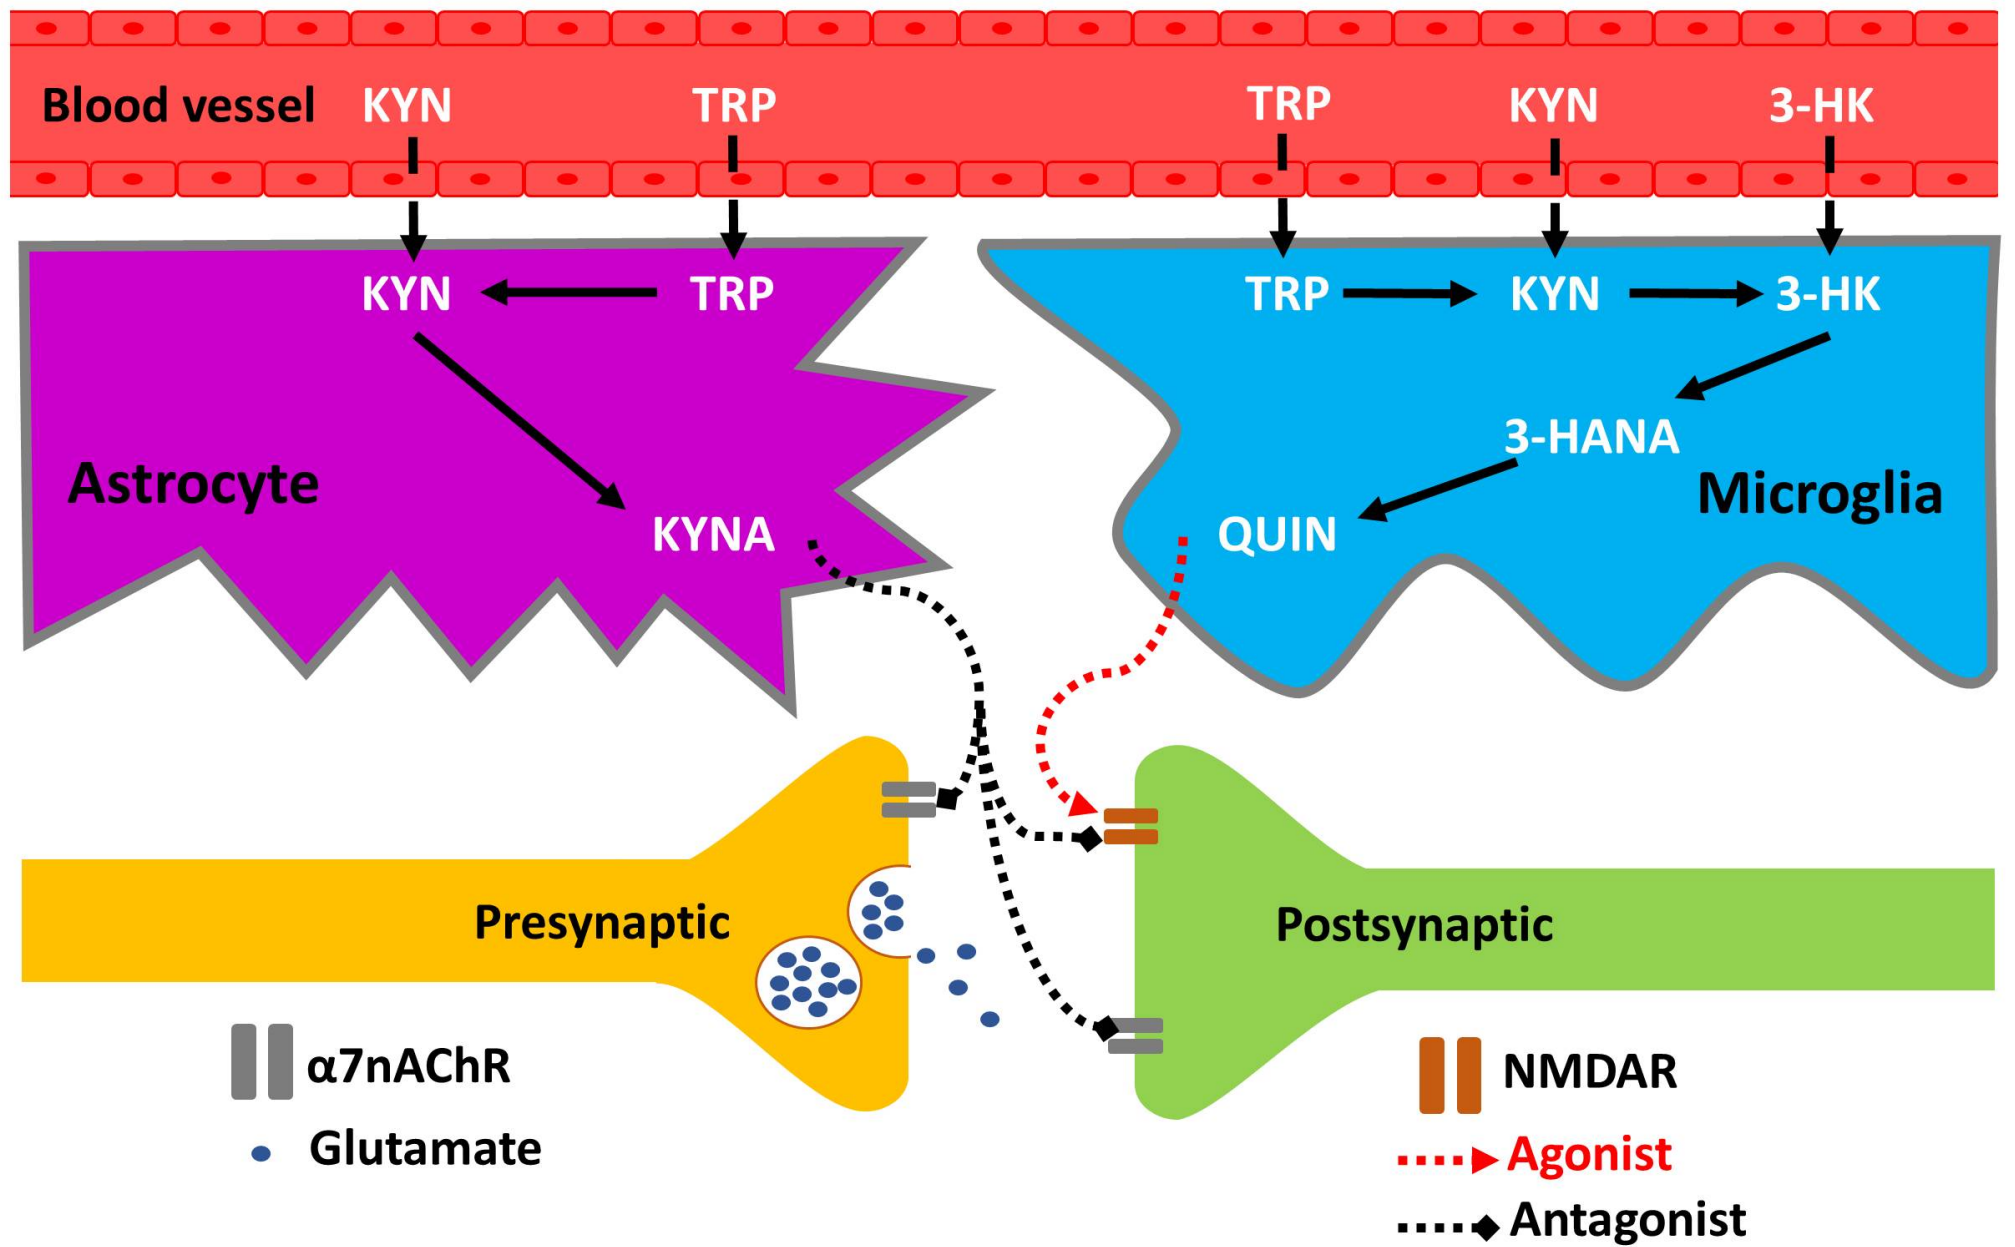 Blood vessel KYN TRP TRP KYN 3-HK
KYN TRP TRP KYN 3-HK
3-HANA
Astrocyte Microglia
KYNA QUIN
Presynaptic Postsynaptic
α7nAChR NMDAR
Glutamate Agonist
Antagonist